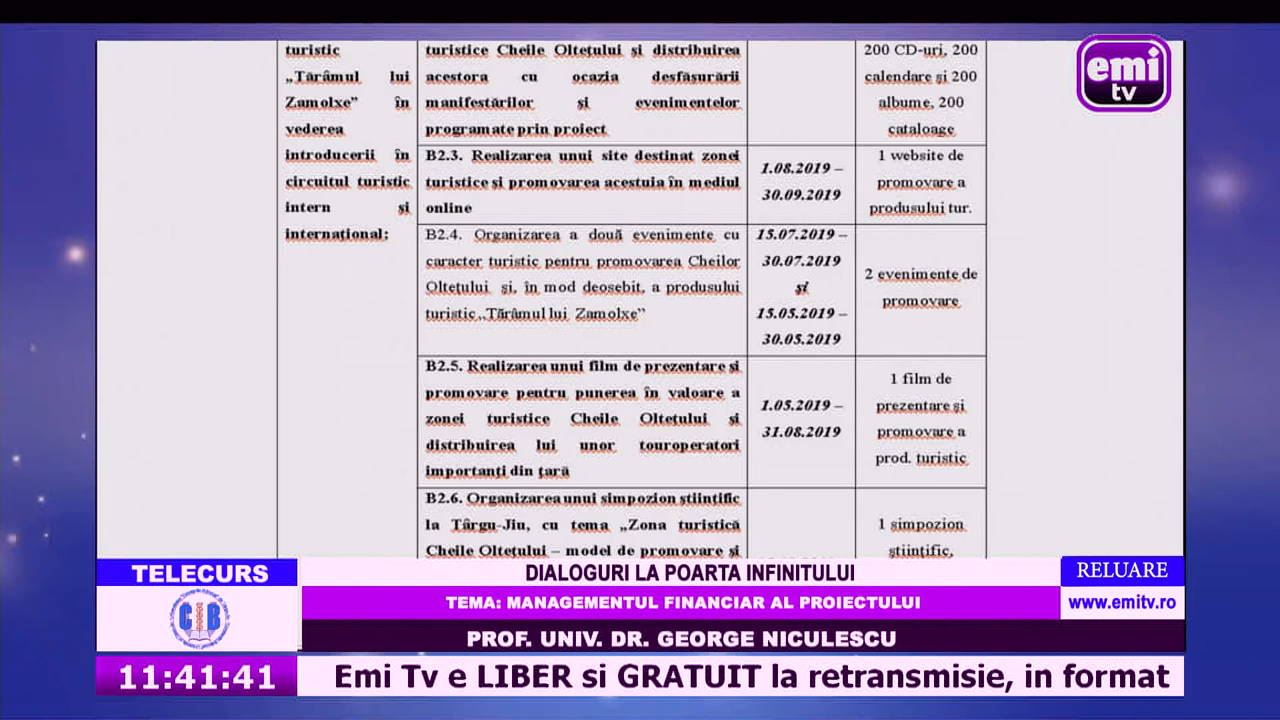 turistic
„Tărâmul lui
Zamolxe” în
vederea
introducerii în
circuitul turistic
intern și
internațional;
turistice Cheile Oltețului și distribuirea
acestora cu ocazia desfășurării
manifestărilor și evenimentelor
programate prin proiect
200 CD-uri, 200
calendare și 200
albume, 200
cataloage
B2.3. Realizarea unui site destinat zonei
turistice și promovarea acestuia în mediul
online
1.08.2019 –
30.09.2019
1 website de
promovare a
produsului tur.
B2.4. Organizarea a două evenimente cu
caracter turistic pentru promovarea Cheilor
Oltețului și, în mod deosebit, a produsului
turistic „Tărâmul lui Zamolxe”
15.07.2019 –
30.07.2019
și
15.05.2019 –
30.05.2019
2 evenimente de
promovare
B2.5. Realizarea unui film de prezentare și
promovare pentru punerea în valoare a
zonei turistice Cheile Oltețului și
distribuirea lui unor touroperatori
importanți din țară
1.05.2019 –
31.08.2019
1 film de
prezentare și
promovare a
prod. turistic
B2.6. Organizarea unui simpozion științific
la Târgu-Jiu, cu tema „Zona turistică
Cheile Oltețului – model de promovare și
1 simpozion
științific,
emi
tv
TELECURS
CIB
DIALOGURI LA POARTA INFINITULUI
TEMA: MANAGEMENTUL FINANCIAR AL PROIECTULUI
PROF. UNIV. DR. GEORGE NICULESCU
RELUARE
www.emitv.ro
11:41:41
Emi Tv e LIBER si GRATUIT la retransmisie, in format